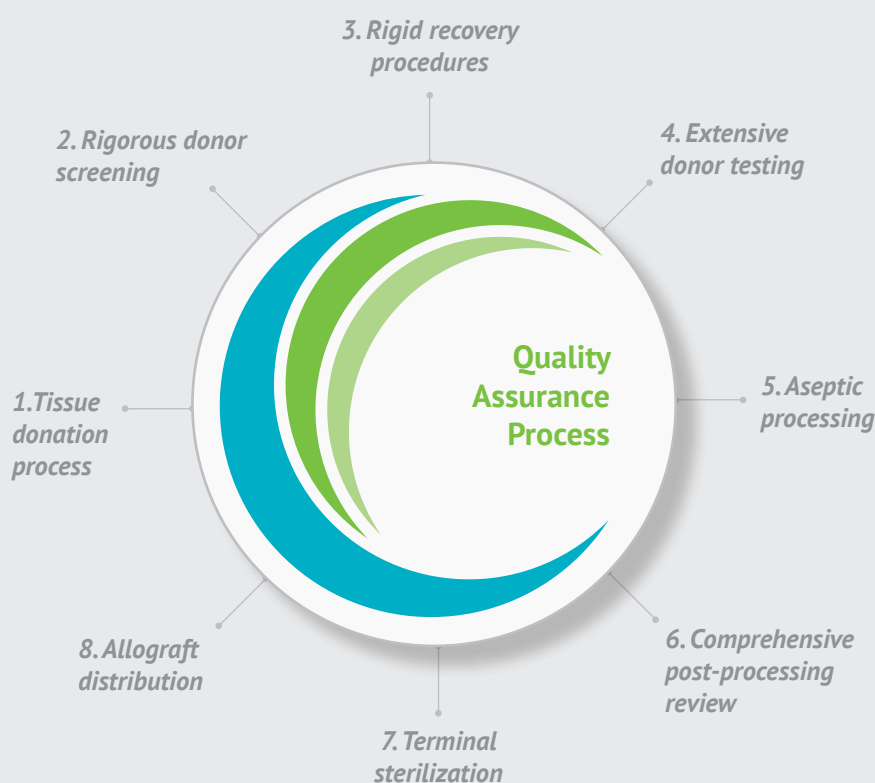 3. Rigid recovery
procedures
2. Rigorous donor
screening
4. Extensive
donor testing
Quality
Assurance
Process
1.Tissue
donation
process
5. Aseptic
processing
8. Allograft
distribution
6. Comprehensive
post-processing
review
7. Terminal
sterilization